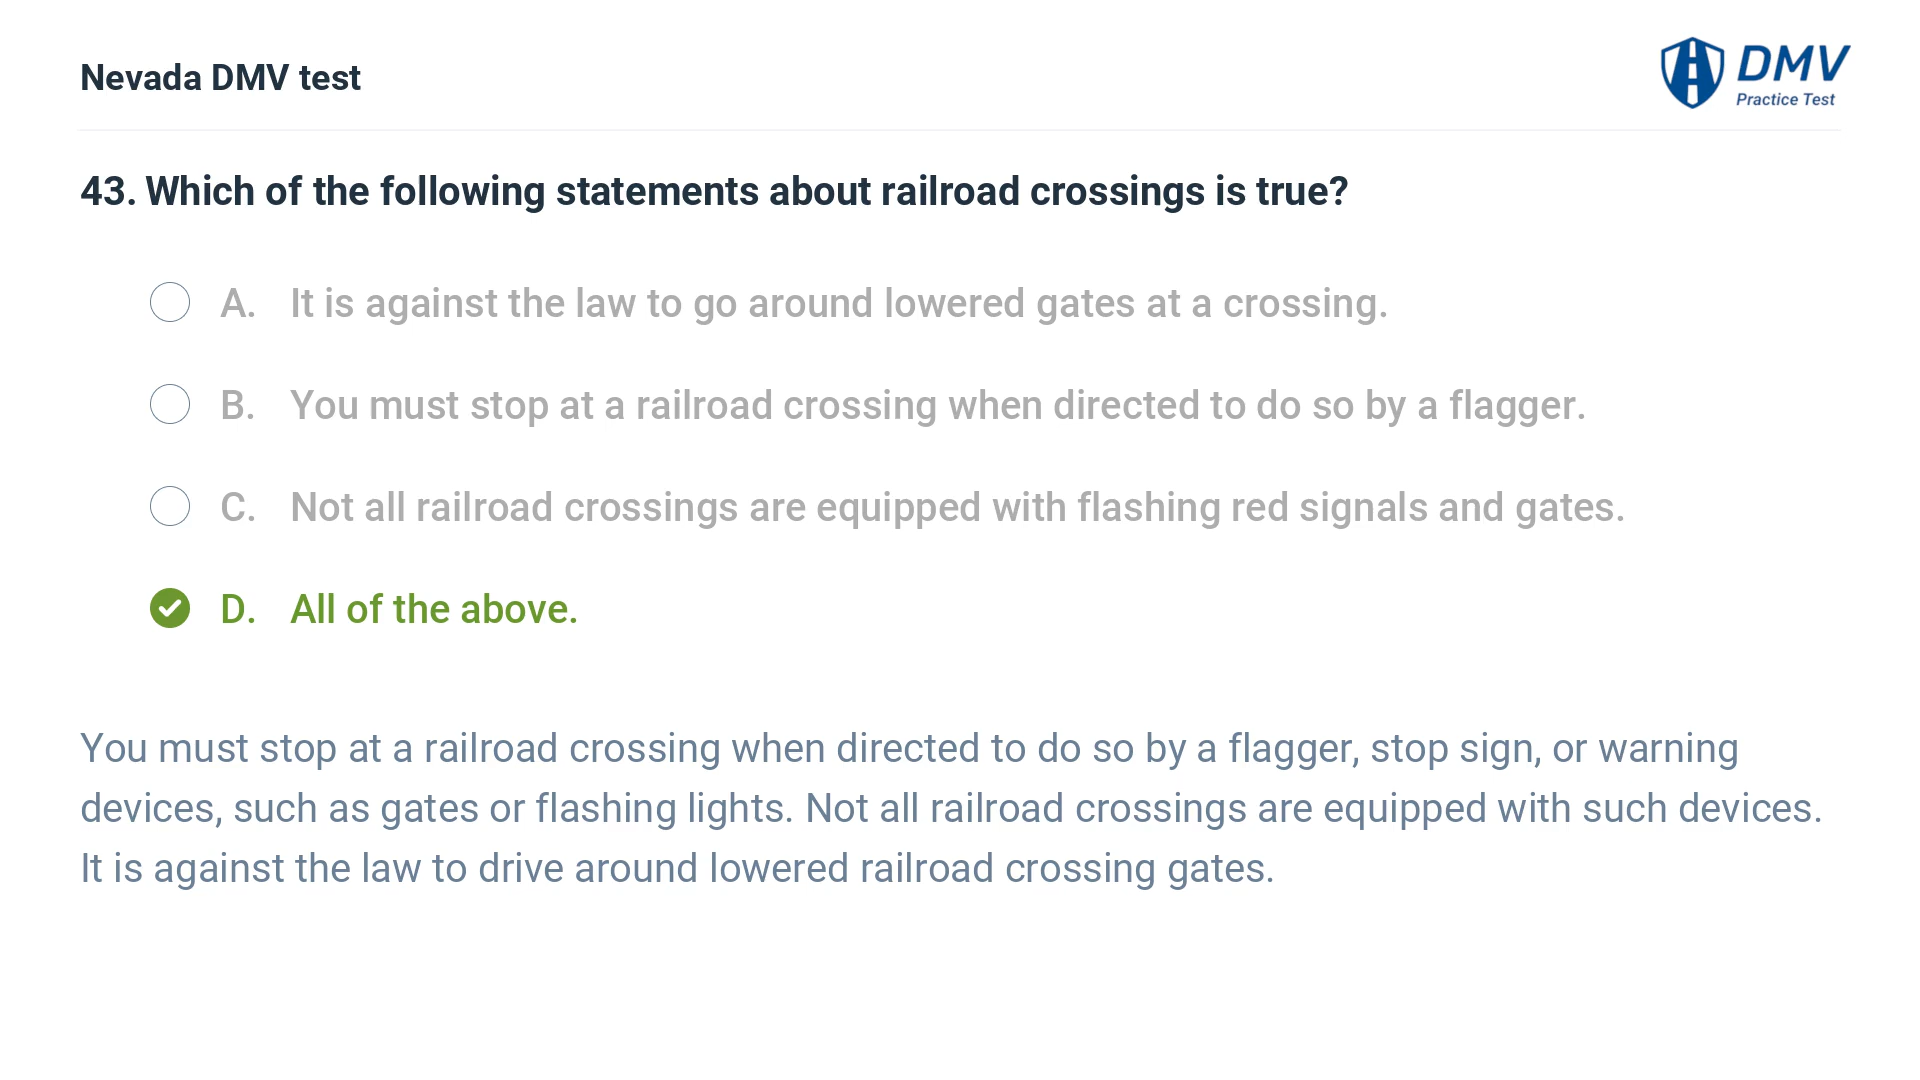 Nevada DMV test
DMV
Practice Test
43. Which of the following statements about railroad crossings is true?
A. It is against the law to go around lowered gates at a crossing.
B. You must stop at a railroad crossing when directed to do so by a flagger.
C. Not all railroad crossings are equipped with flashing red signals and gates.
D. All of the above.
You must stop at a railroad crossing when directed to do so by a flagger, stop sign, or warning
devices, such as gates or flashing lights. Not all railroad crossings are equipped with such devices.
It is against the law to drive around lowered railroad crossing gates.